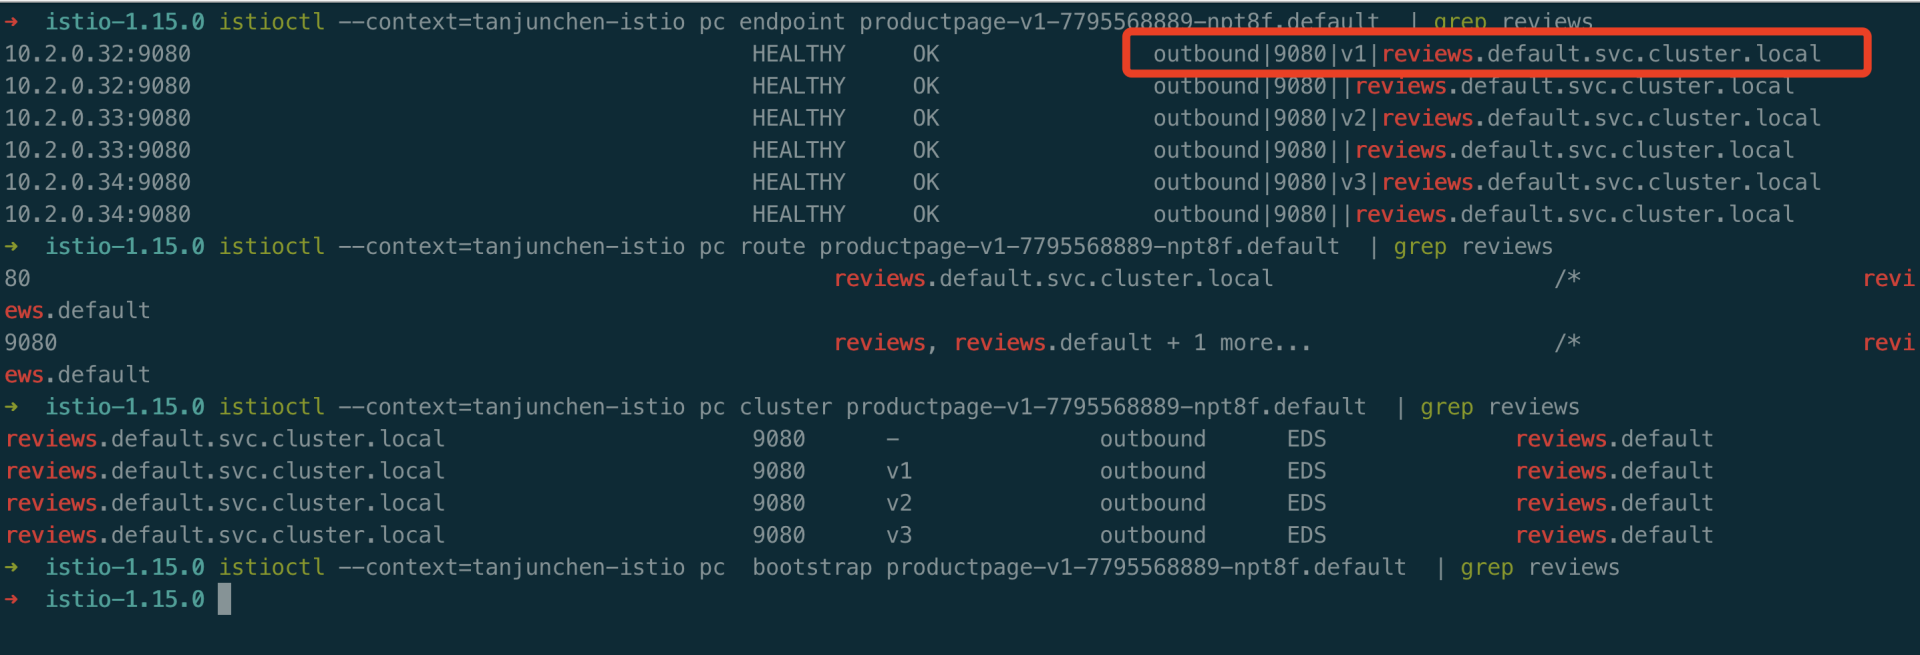 → istio-1.15.0 istioctl --context=tanjunchen-istio pc endpoint productpage-v1-7795568889-npt8f.default | grep reviews
10.2.0.32:9080 HEALTHY OK outbound|9080|v1|reviews.default.svc.cluster.local
10.2.0.32:9080 HEALTHY OK outbound|9080||reviews.default.svc.cluster.local
10.2.0.33:9080 HEALTHY OK outbound|9080|v2|reviews.default.svc.cluster.local
10.2.0.33:9080 HEALTHY OK outbound|9080||reviews.default.svc.cluster.local
10.2.0.34:9080 HEALTHY OK outbound|9080|v3|reviews.default.svc.cluster.local
10.2.0.34:9080 HEALTHY OK outbound|9080||reviews.default.svc.cluster.local
→ istio-1.15.0 istioctl --context=tanjunchen-istio pc route productpage-v1-7795568889-npt8f.default | grep reviews
80 reviews.default.svc.cluster.local /* revi
ews.default
9080 reviews, reviews.default + 1 more... /* revi
ews.default
→ istio-1.15.0 istioctl --context=tanjunchen-istio pc cluster productpage-v1-7795568889-npt8f.default | grep reviews
reviews.default.svc.cluster.local 9080 - outbound EDS reviews.default
reviews.default.svc.cluster.local 9080 v1 outbound EDS reviews.default
reviews.default.svc.cluster.local 9080 v2 outbound EDS reviews.default
reviews.default.svc.cluster.local 9080 v3 outbound EDS reviews.default
→ istio-1.15.0 istioctl --context=tanjunchen-istio pc bootstrap productpage-v1-7795568889-npt8f.default | grep reviews
→ istio-1.15.0